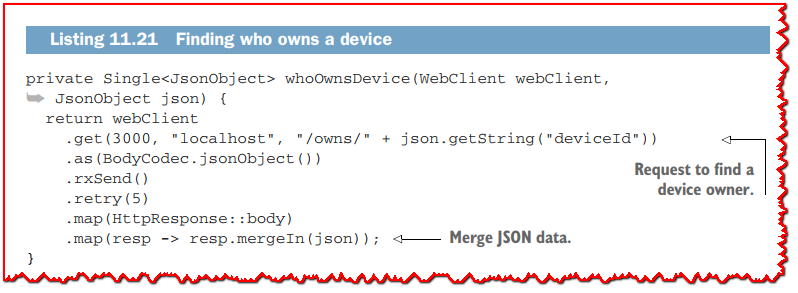 Listing 11.21 Finding who owns a device
private Single<JsonObject> whoOwnsDevice(WebClient webClient,
➥ JsonObject json) {
return webClient
.get(3000, "localhost", "/owns/" + json.getString("deviceId"))
.as(BodyCodec.jsonObject())
Request to find a
device owner.
.rxSend()
.retry(5)
.map(HttpResponse::body)
.map(resp -> resp.mergeIn(json));
Merge JSON data.
}